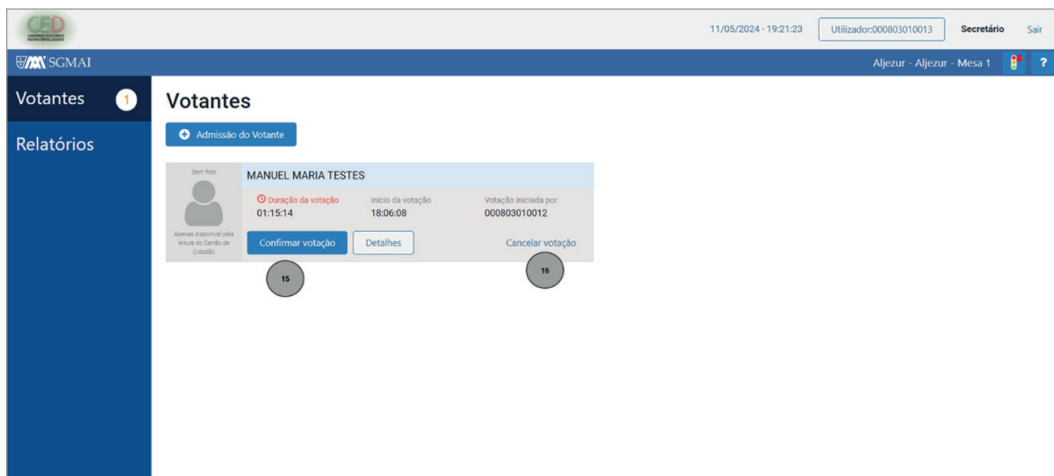 CED
CADERNOS ELEITORAIS
DESMATERIALIZADOS
11/05/2024 - 19:21:23
Utilizador:000803010013
Secretário
Sair
SGMAI
Aljezur - Aljezur - Mesa 1
?
Votantes
1
Relatórios
Votantes
Admissão do Votante
Sem foto
Apenas disponível pela
leitura do Cartão de
Cidadão
MANUEL MARIA TESTES
Duração da votação
01:15:14
Início da votação
18:06:08
Votação iniciada por
000803010012
Confirmar votação
Detalhes
Cancelar votação
15
16